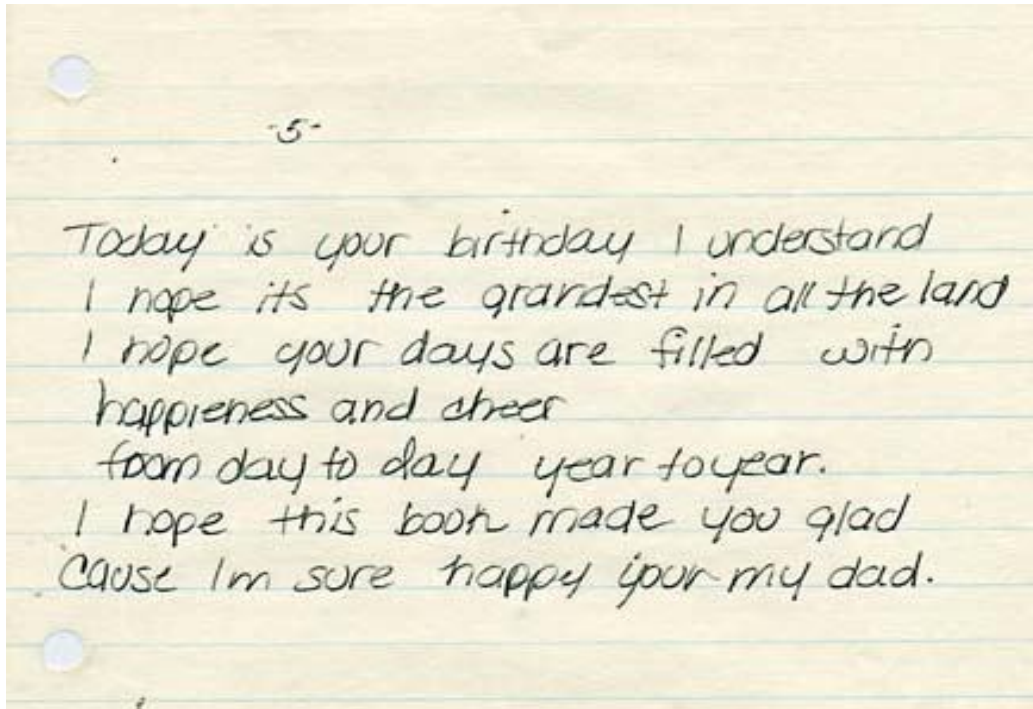 -5-
Today is your birthday I understand
I hope its the grandest in all the land
I hope your days are filled with
happieness and cheer
from day to day year to year.
I hope this book made you glad
Cause Im sure happy your my dad.